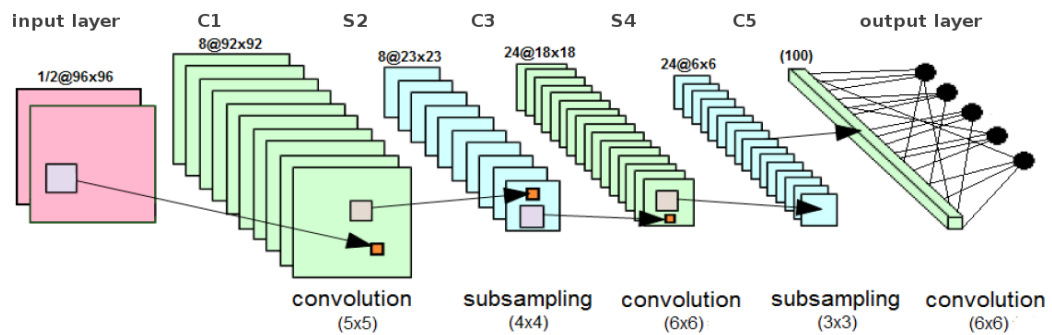 input layer
C1
S2
C3
S4
C5
output layer
1/2@96x96
8@92x92
8@23x23
24@18x18
24@6x6
(100)
convolution
(5x5)
subsampling
(4x4)
convolution
(6x6)
subsampling
(3x3)
convolution
(6x6)